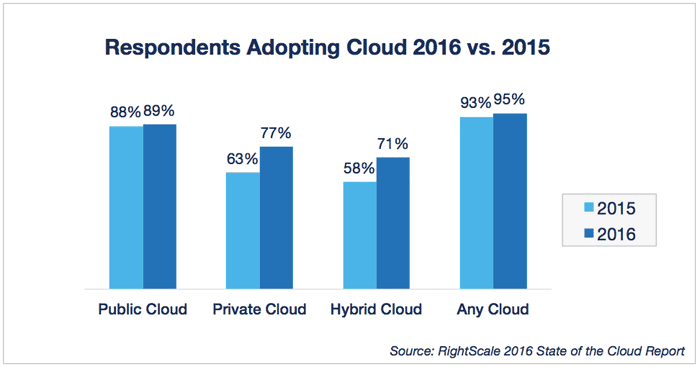 Respondents Adopting Cloud 2016 vs. 2015
88% 89%
63% 77%
58% 71%
93% 95%
2015
2016
Public Cloud Private Cloud Hybrid Cloud Any Cloud
Source: RightScale 2016 State of the Cloud Report